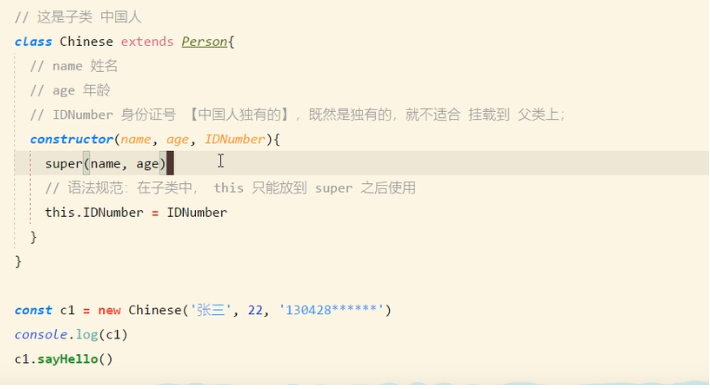 // 这是子类 中国人
class Chinese extends Person{
// name 姓名
// age 年龄
// IDNumber 身份证号 【中国人独有的】，既然是独有的，就不适合 挂载到 父类上；
constructor(name, age, IDNumber){
super(name, age)
// 语法规范：在子类中， this 只能放到 super 之后使用
this.IDNumber = IDNumber
}
}
const c1 = new Chinese('张三', 22, '130428******')
console.log(c1)
c1.sayHello()